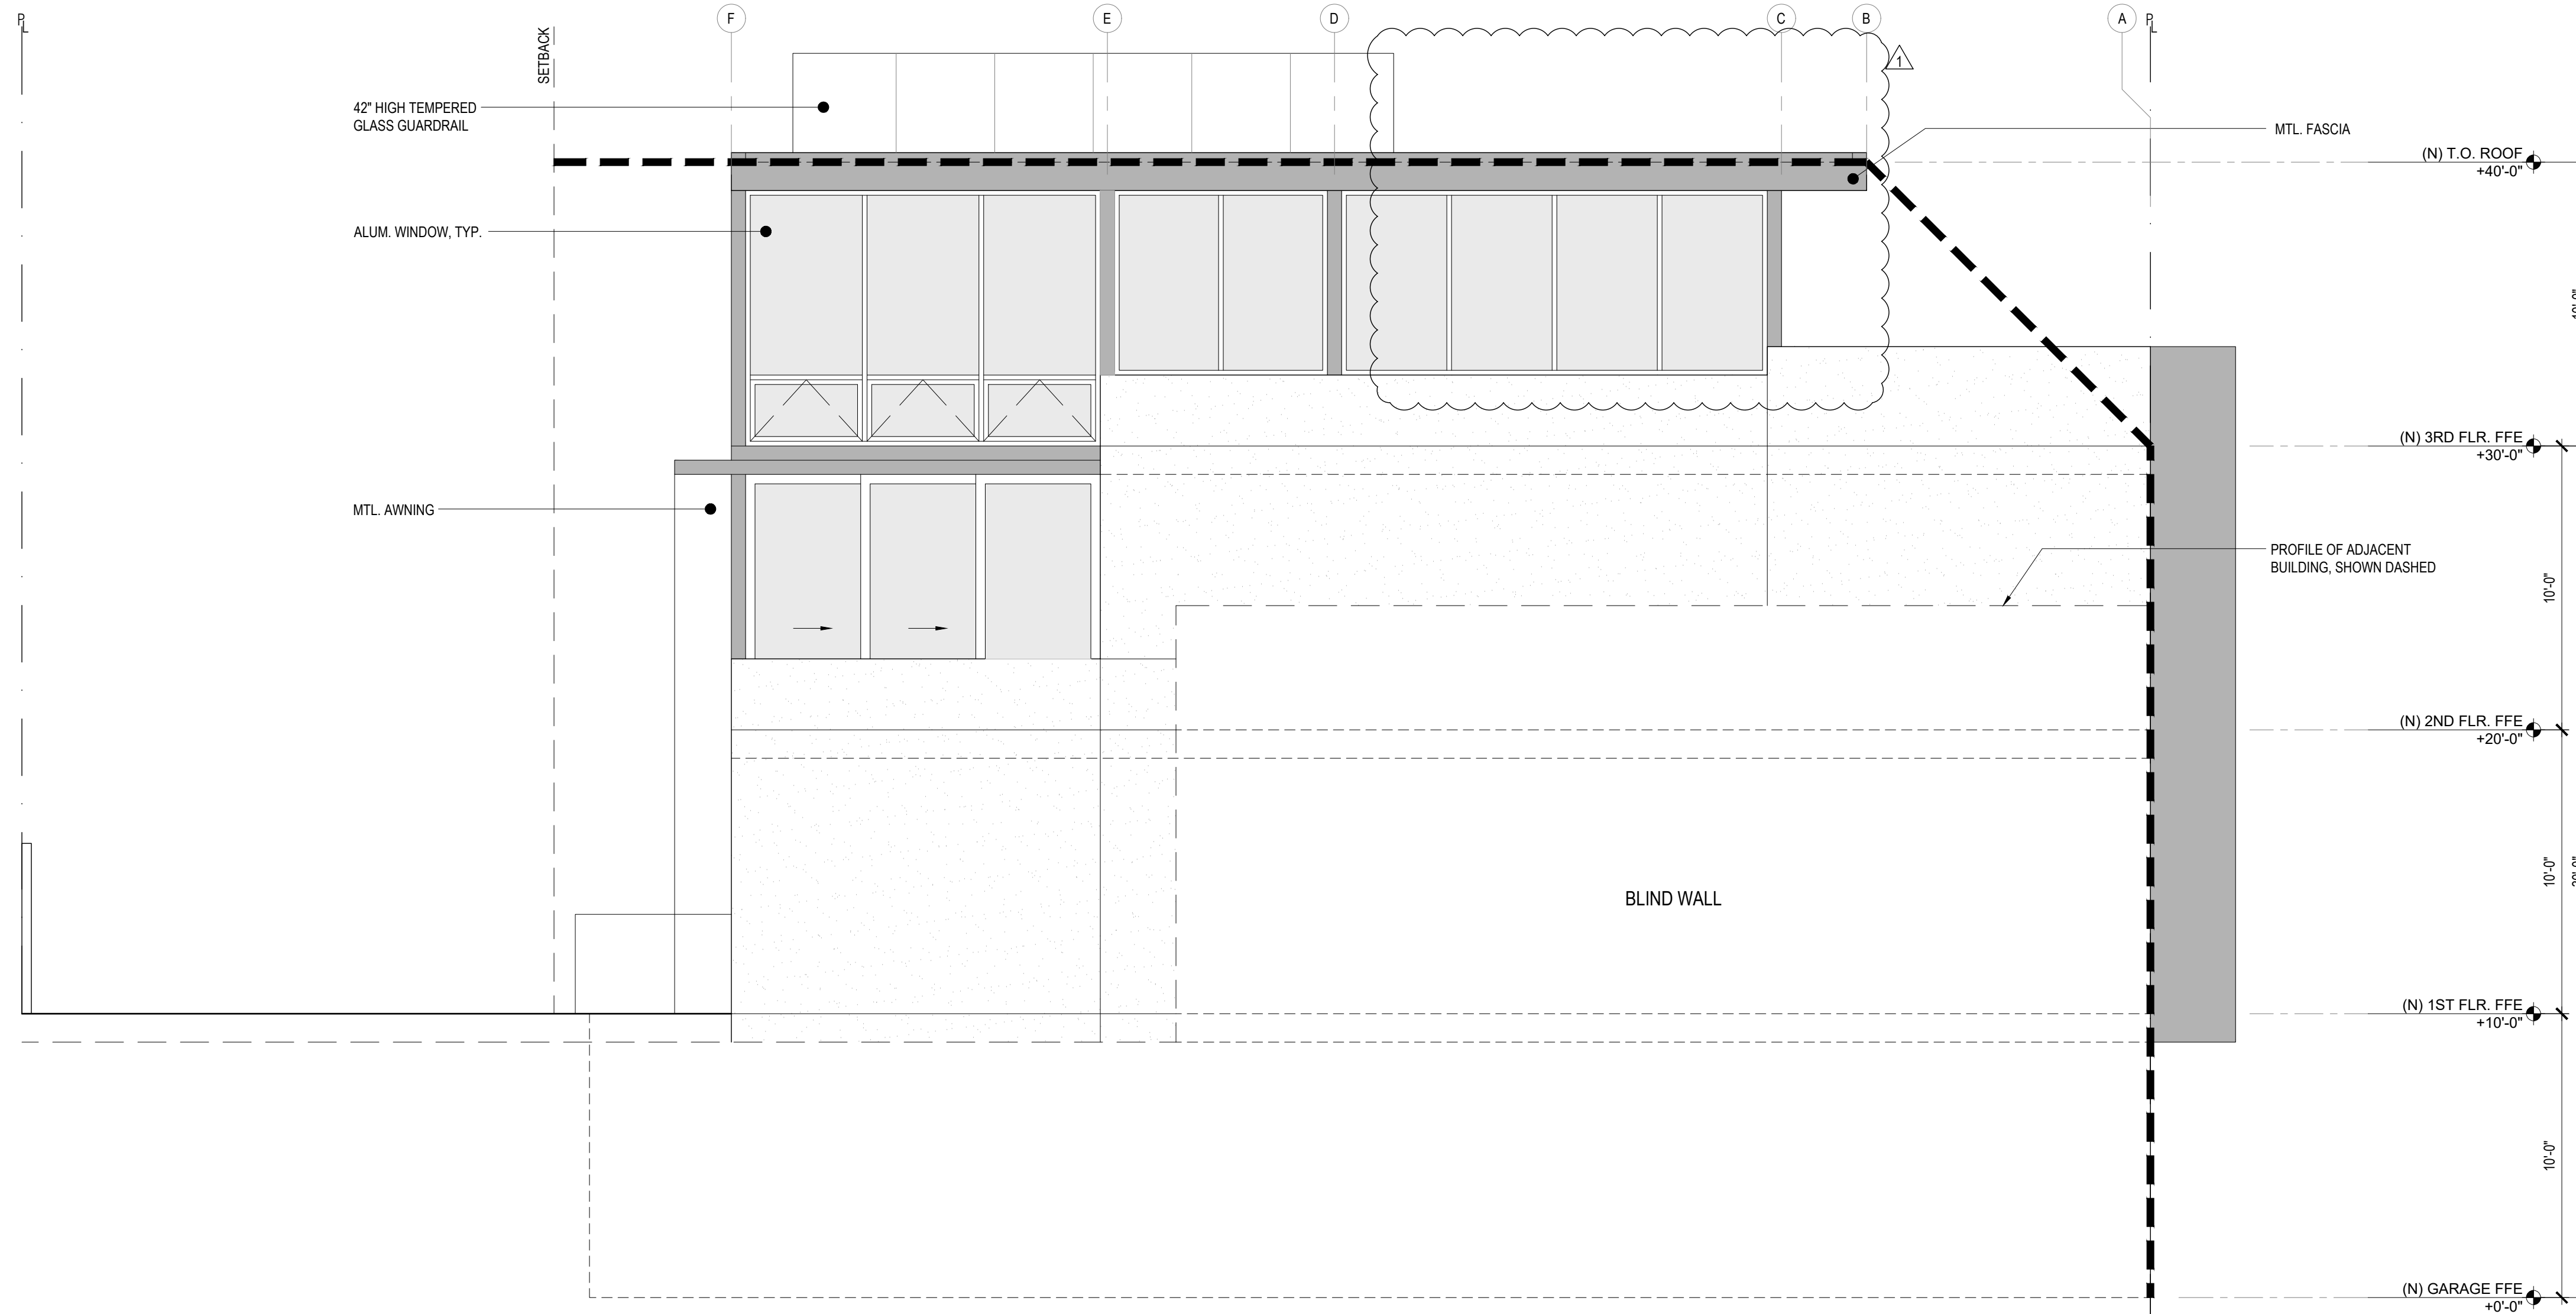 PL
SETBACK
F
E
D
C
B
A
PL
1
42" HIGH TEMPERED
GLASS GUARDRAIL
MTL. FASCIA
(N) T.O. ROOF
+40'-0"
ALUM. WINDOW, TYP.
(N) 3RD FLR. FFE
+30'-0"
MTL. AWNING
PROFILE OF ADJACENT
BUILDING, SHOWN DASHED
10'-0"
(N) 2ND FLR. FFE
+20'-0"
BLIND WALL
10'-0"
(N) 1ST FLR. FFE
+10'-0"
10'-0"
(N) GARAGE FFE
+0'-0"